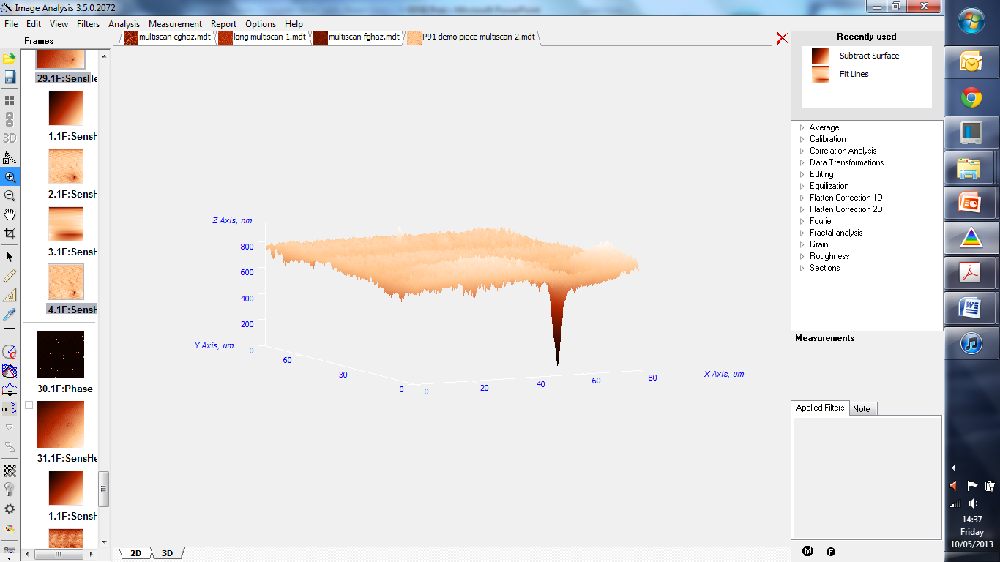 Image Analysis 3.5.0.2072
File Edit View Filters Analysis Measurement Report Options Help
Frames
multiscan cghaz.mdt
long multiscan 1.mdt
multiscan fghaz.mdt
P91 demo piece multiscan 2.mdt
29.1F:SensHe
1.1F:SensH
2.1F:SensH
3.1F:SensH
4.1F:SensH
30.1F:Phase
31.1F:SensHe
1.1F:SensH
3D
Z Axis, nm
800
600
400
200
0
Y Axis, um
60
30
0
0
20
40
60
80
X Axis, um
2D
3D
Recently used
Subtract Surface
Fit Lines
Average
Calibration
Correlation Analysis
Data Transformations
Editing
Equilization
Flatten Correction 1D
Flatten Correction 2D
Fourier
Fractal analysis
Grain
Roughness
Sections
Measurements
Applied Filters
Note
M
F
14:37
Friday
10/05/2013